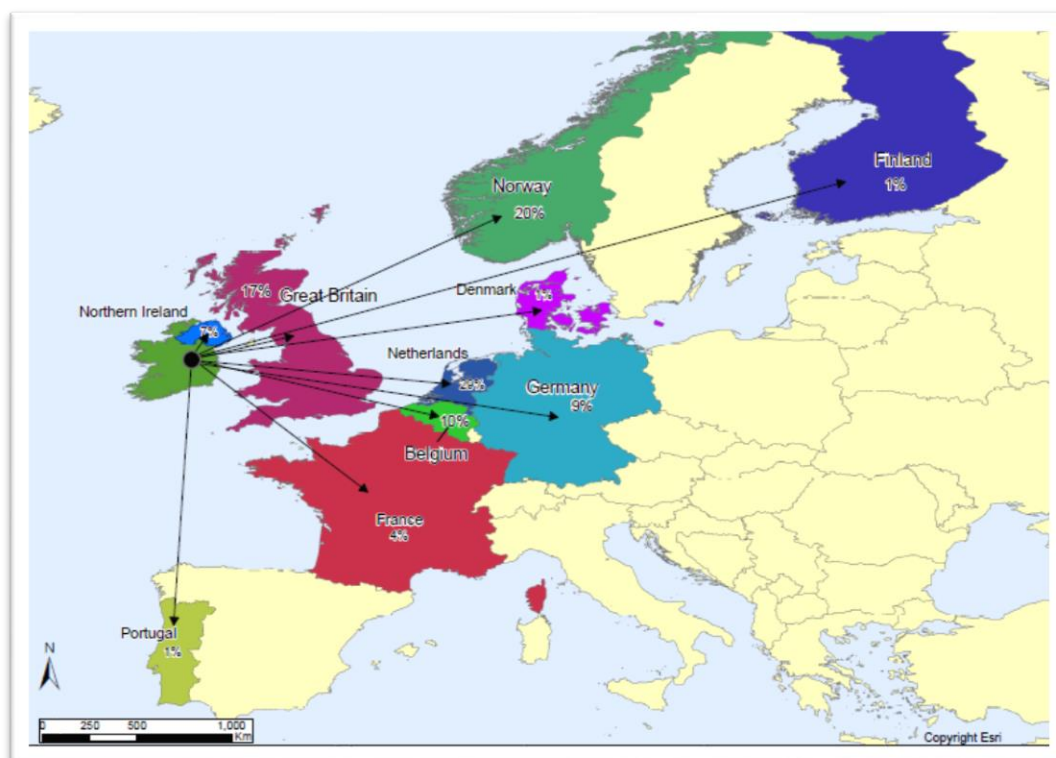 Finland
1%
Norway
20%
17%
Great Britain
Denmark
1%
Northern Ireland
7%
Netherlands
Germany
9%
10%
Belgium
France
4%
Portugal
1%
N
0 250 500 1,000
Km
Copyright Esri